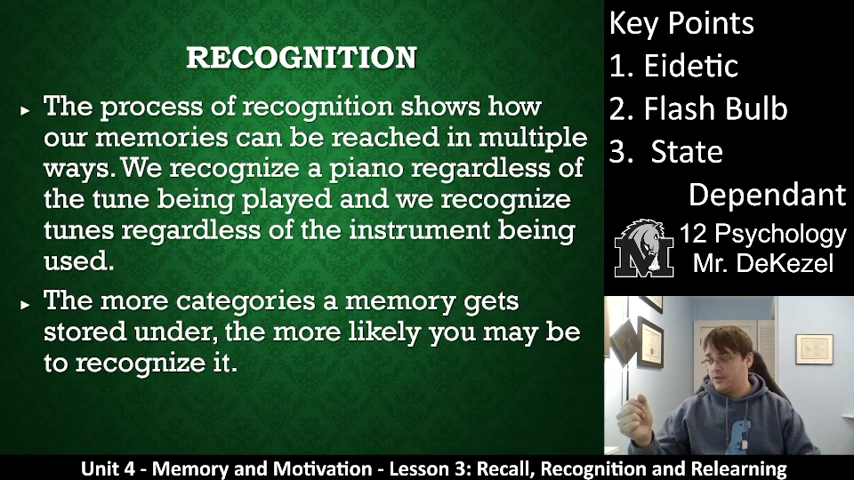 RECOGNITION
The process of recognition shows how
our memories can be reached in multiple
ways. We recognize a piano regardless of
the tune being played and we recognize
tunes regardless of the instrument being
used.
The more categories a memory gets
stored under, the more likely you may be
to recognize it.
Key Points
1. Eidetic
2. Flash Bulb
3. State
Dependant
M
12 Psychology
Mr. DeKezel
Unit 4 - Memory and Motivation - Lesson 3: Recall, Recognition and Relearning